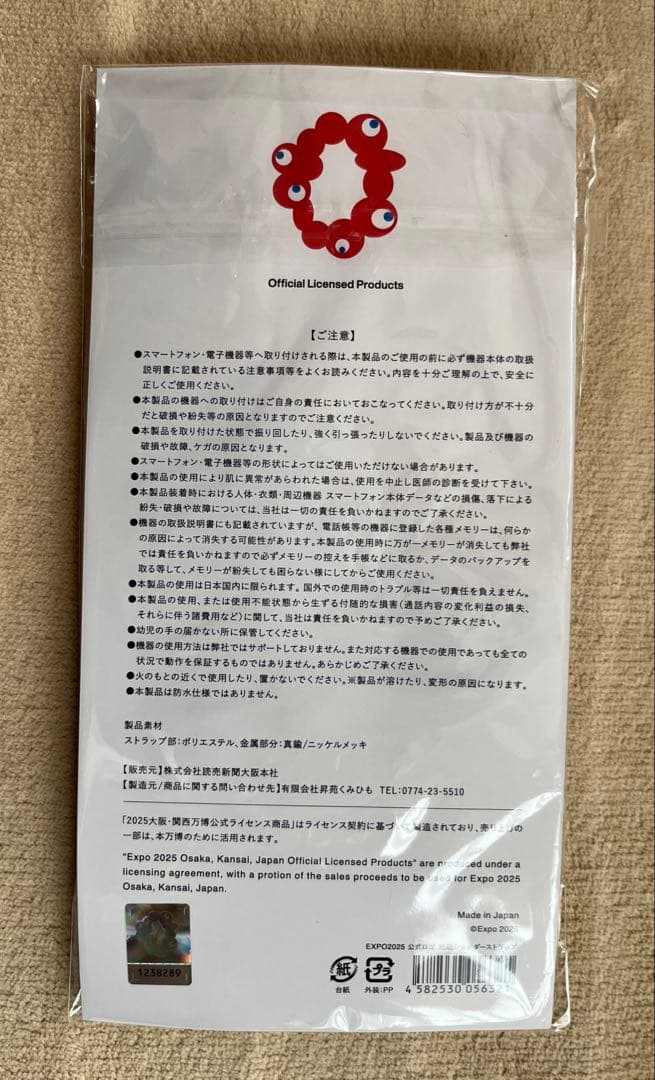 Official Licensed Products
【ご注意】
●スマートフォン・電子機器等へ取り付けされる際は、本製品のご使用の前に必ず機器本体の取扱
説明書に記載されている注意事項等をよくお読みください。内容を十分ご理解の上で、安全に
正しくご使用ください。
●本製品の機器への取り付けはご自身の責任においておこなってください。取り付け方が不十分
だと破損や紛失等の原因となりますのでご注意ください。
●本製品を取り付けた状態で振り回したり、強く引っ張ったりしないでください。製品及び機器の
破損や故障、ケガの原因となります。
●スマートフォン・電子機器等の形状によってはご使用いただけない場合があります。
●本製品の使用により肌に異常があらわれた場合は、使用を中止し医師の診断を受けて下さい。
●本製品装着時における人体・衣類・周辺機器 スマートフォン本体データなどの損傷、落下による
紛失・破損や故障については、当社は一切の責任を負いかねますのでご了承ください。
●機器の取扱説明書にも記載されていますが、電話帳等の機器に登録した各種メモリーは、何らか
の原因によって消失する可能性があります。本製品の使用時に万が一メモリーが消失しても弊社
では責任を負いかねますので必ずメモリーの控えを手帳などに取るか、データのバックアップを
取る等して、メモリーが紛失しても困らない様にしてからご使用ください。
●本製品の使用は日本国内に限られます。国外での使用時のトラブル等は一切責任を負えません。
●本製品の使用、または使用不能状態から生ずる付随的な損害(通話内容の変化利益の損失、
それらに伴う諸費用など)に関して、当社は責任を負いかねますので予めご了承ください。
●幼児の手の届かない所に保管してください。
●機器の使用方法は弊社ではサポートしておりません。また対応する機器での使用であっても全ての
状況で動作を保証するものではありません。あらかじめご了承ください。
●火のもとの近くで使用したり、置かないでください。※製品が溶けたり、変形の原因になります。
●本製品は防水仕様ではありません。
製品素材
ストラップ部:ポリエステル、金属部分:真鍮/ニッケルメッキ
【販売元】株式会社読売新聞大阪本社
【製造元/商品に関する問い合わせ先】有限会社昇苑くみひも TEL:0774-23-5510
「2025大阪・関西万博公式ライセンス商品」はライセンス契約に基づいて製造されており、売り上げの
一部は、本万博のために活用されます。
"Expo 2025 Osaka, Kansai, Japan Official Licensed Products" are produced under a
licensing agreement, with a protion of the sales proceeds to be used for Expo 2025
Osaka, Kansai, Japan.
Made in Japan
©Expo 2025
EXPO2025 公式ロゴ
1238289
紙
台紙
プラ
外装:PP
4 582530 05632